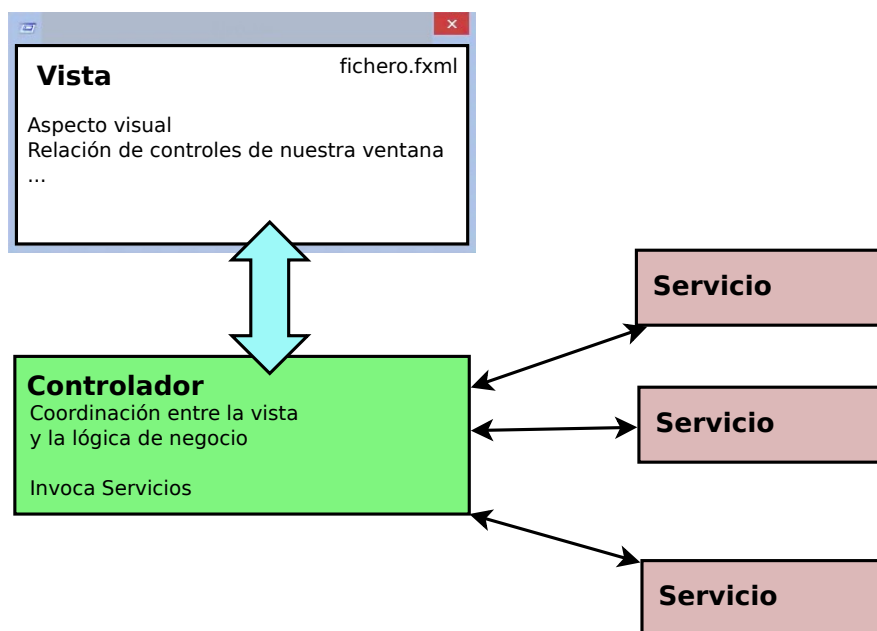 Vista
fichero.fxml
Aspecto visual
Relación de controles de nuestra ventana
...
Controlador
Coordinación entre la vista
y la lógica de negocio
Invoca Servicios
Servicio
Servicio
Servicio